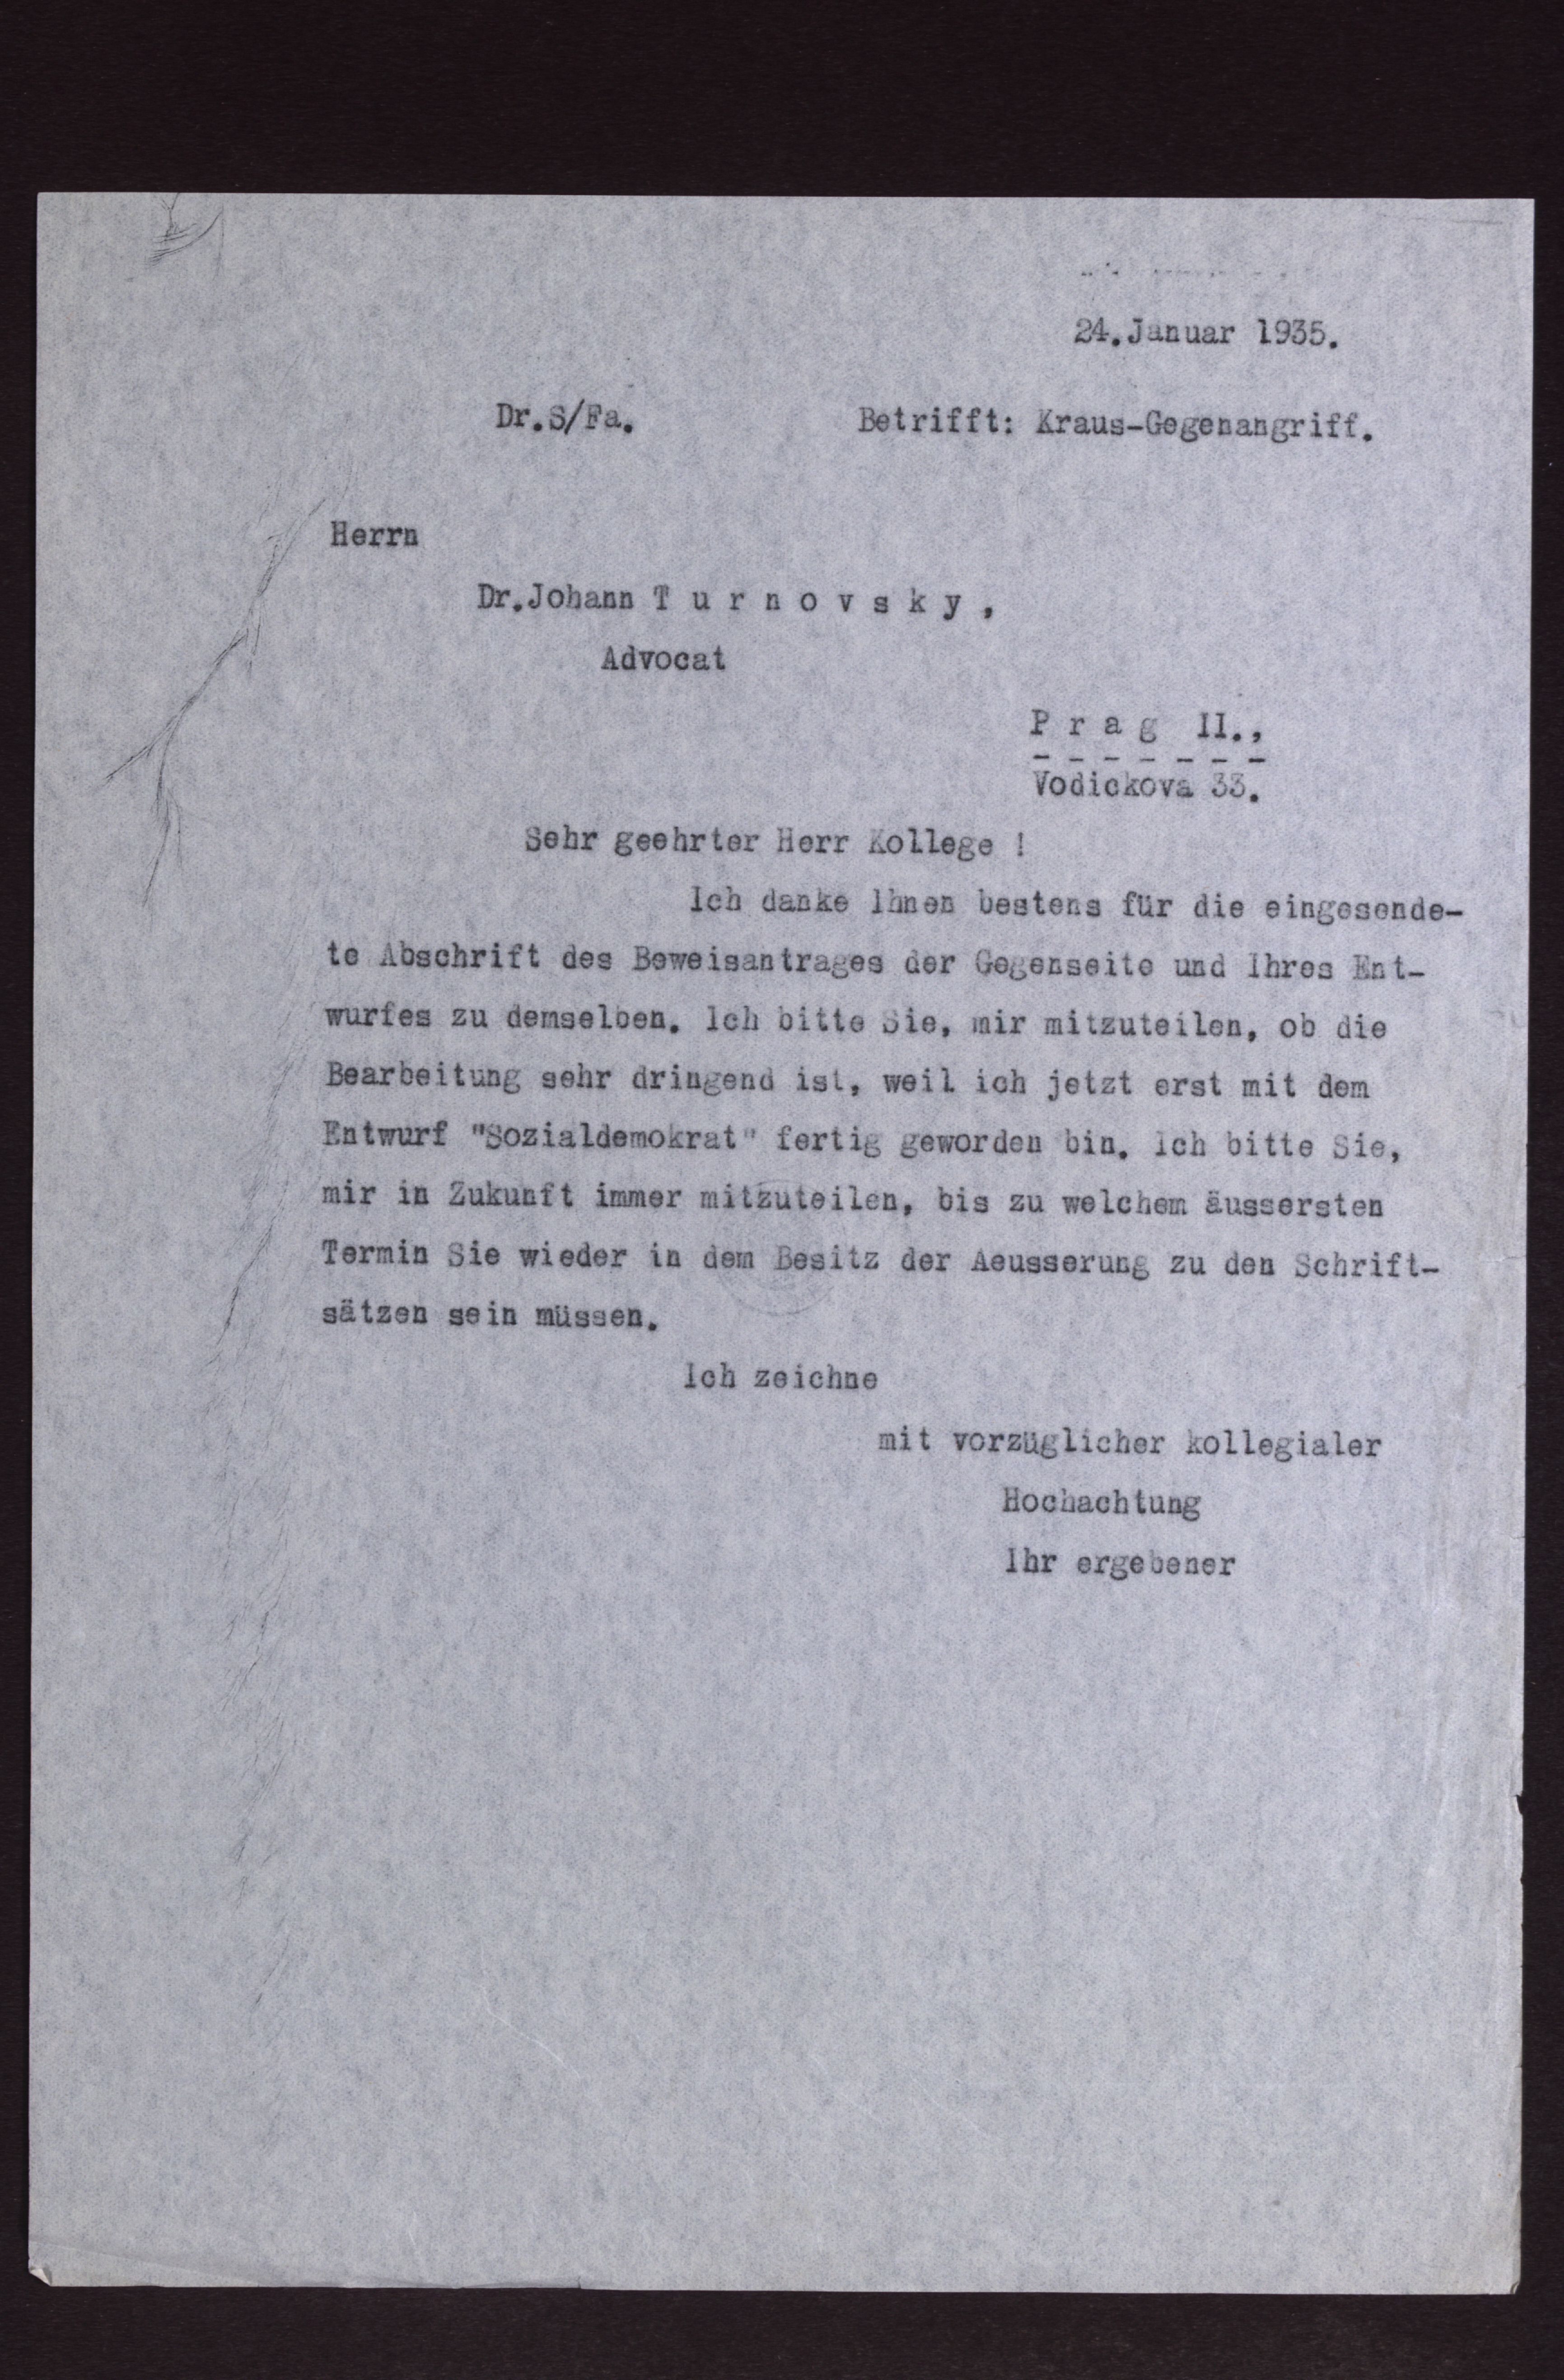 24.Januar 1935.
Dr.S/Fa.
Betrifft: Kraus-Gegenangriff.
Herrn
Dr.Johann T u r n o v s k y ,
Advocat
P r a g II.,
Vodickova 33.
Sehr geehrter Herr Kollege !
Ich danke Ihnen bestens für die eingesende-
te Abschrift des Beweisantrages der Gegenseite und Ihres Ent-
wurfes zu demselben. Ich bitte Sie, mir mitzuteilen, ob die
Bearbeitung sehr dringend ist, weil ich jetzt erst mit dem
Entwurf "Sozialdemokrat" fertig geworden bin. Ich bitte Sie,
mir in Zukunft immer mitzuteilen, bis zu welchem äussersten
Termin Sie wieder in dem Besitz der Aeusserung zu den Schrift-
sätzen sein müssen.
Ich zeichne
mit vorzüglicher kollegialer
Hochachtung
Ihr ergebener